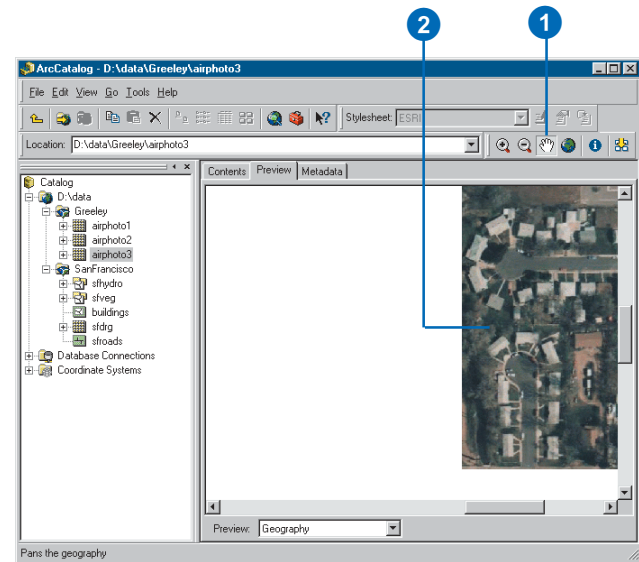 2 1
ArcCatalog - D:\data\Greeley\airphoto3
File Edit View Go Tools Help
Stylesheet: ESRI
Location: D:\data\Greeley\airphoto3
Contents Preview Metadata
Catalog
D:\data
Greeley
airphoto1
airphoto2
airphoto3
SanFrancisco
sfhydro
sfveg
buildings
sfdrg
sfroads
Database Connections
Coordinate Systems
Preview: Geography
Pans the geography